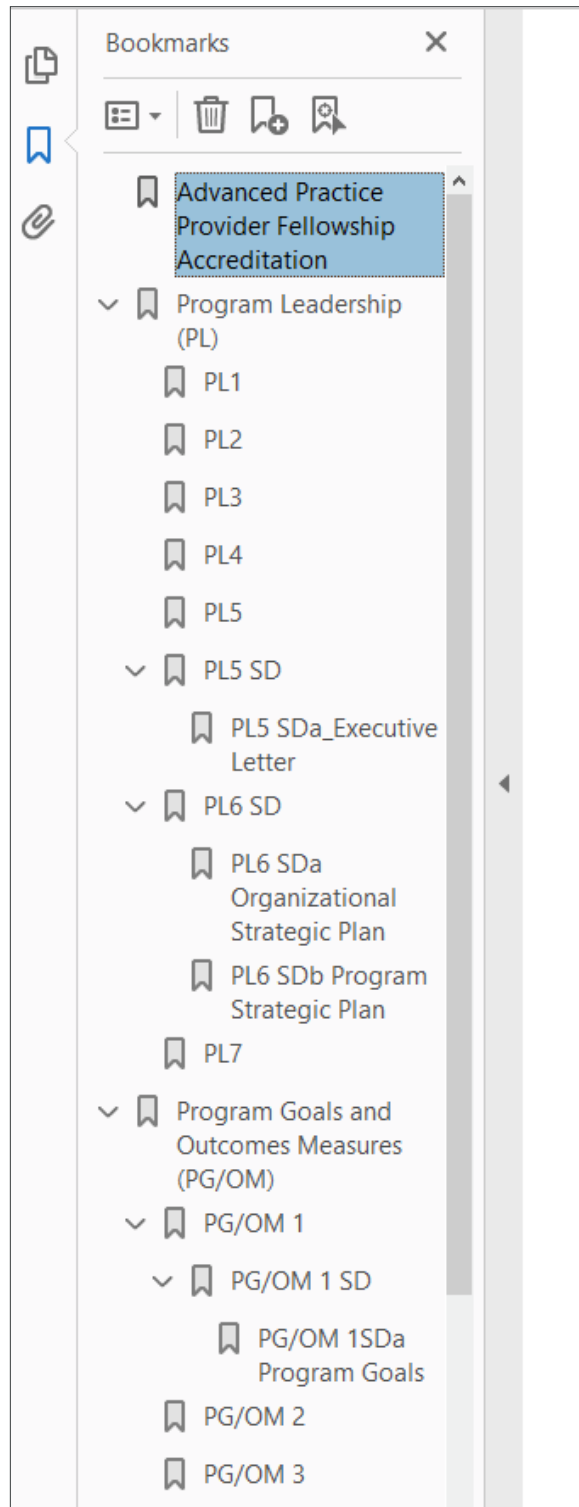 Bookmarks
Advanced Practice
Provider Fellowship
Accreditation
Program Leadership
(PL)
PL1
PL2
PL3
PL4
PL5
PL5 SD
PL5 SDa_Executive
Letter
PL6 SD
PL6 SDa
Organizational
Strategic Plan
PL6 SDb Program
Strategic Plan
PL7
Program Goals and
Outcomes Measures
(PG/OM)
PG/OM 1
PG/OM 1 SD
PG/OM 1SDa
Program Goals
PG/OM 2
PG/OM 3